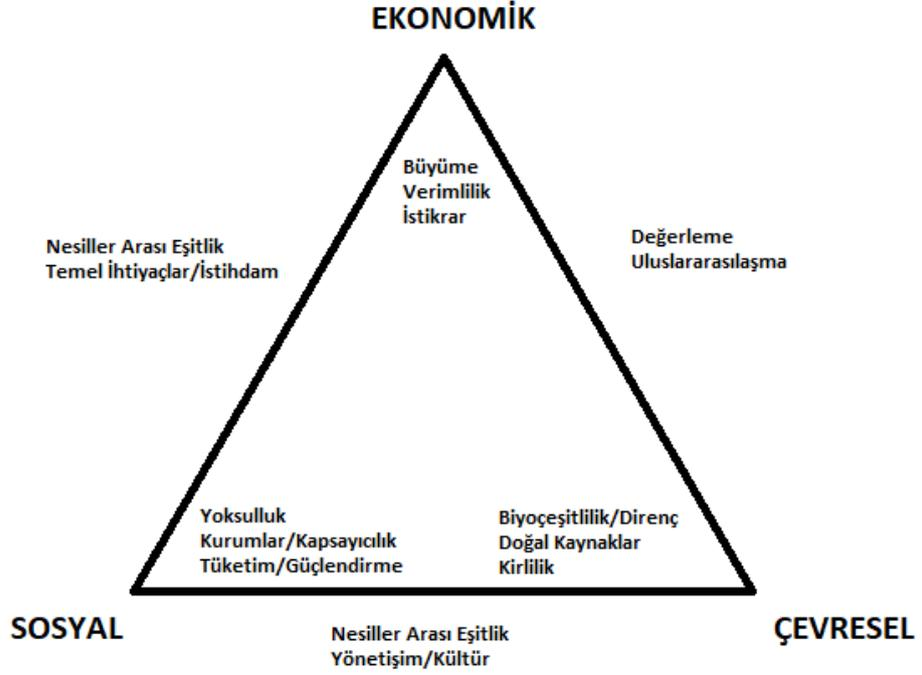 EKONOMİK
Büyüme
Verimlilik
İstikrar
Nesiller Arası Eşitlik
Temel İhtiyaçlar/İstihdam
Değerleme
Uluslararasılaşma
Yoksulluk
Kurumlar/Kapsayıcılık
Tüketim/Güçlendirme
Biyoçeşitlilik/Direnç
Doğal Kaynaklar
Kirlilik
SOSYAL
ÇEVRESEL
Nesiller Arası Eşitlik
Yönetişim/Kültür